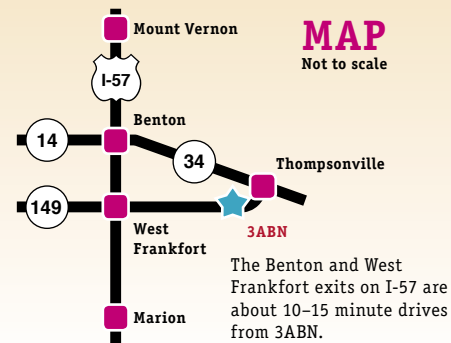 Mount Vernon
MAP
Not to scale
I-57
Benton
14
34
Thompsonville
149
West
Frankfort
3ABN
The Benton and West
Frankfort exits on I-57 are
about 10–15 minute drives
from 3ABN.
Marion